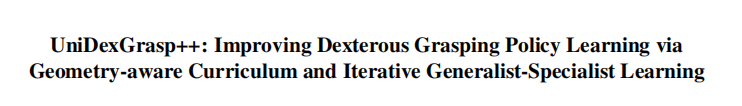 UniDexGrasp++: Improving Dexterous Grasping Policy Learning via
Geometry-aware Curriculum and Iterative Generalist-Specialist Learning